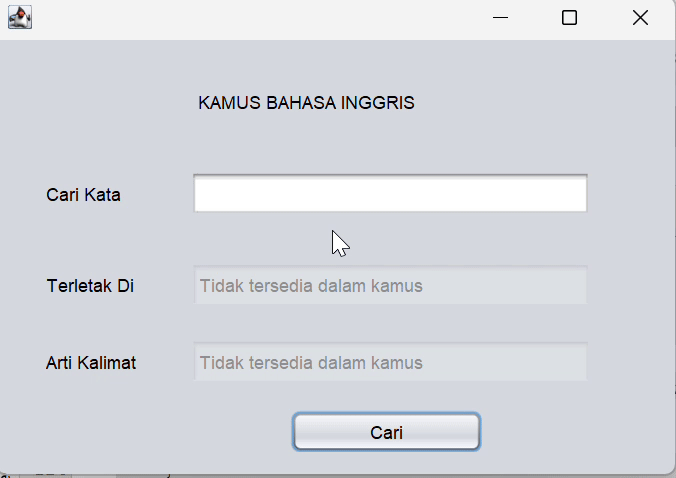 KAMUS BAHASA INGGRIS
Cari Kata
Terletak Di
Tidak tersedia dalam kamus
Arti Kalimat
Tidak tersedia dalam kamus
Cari